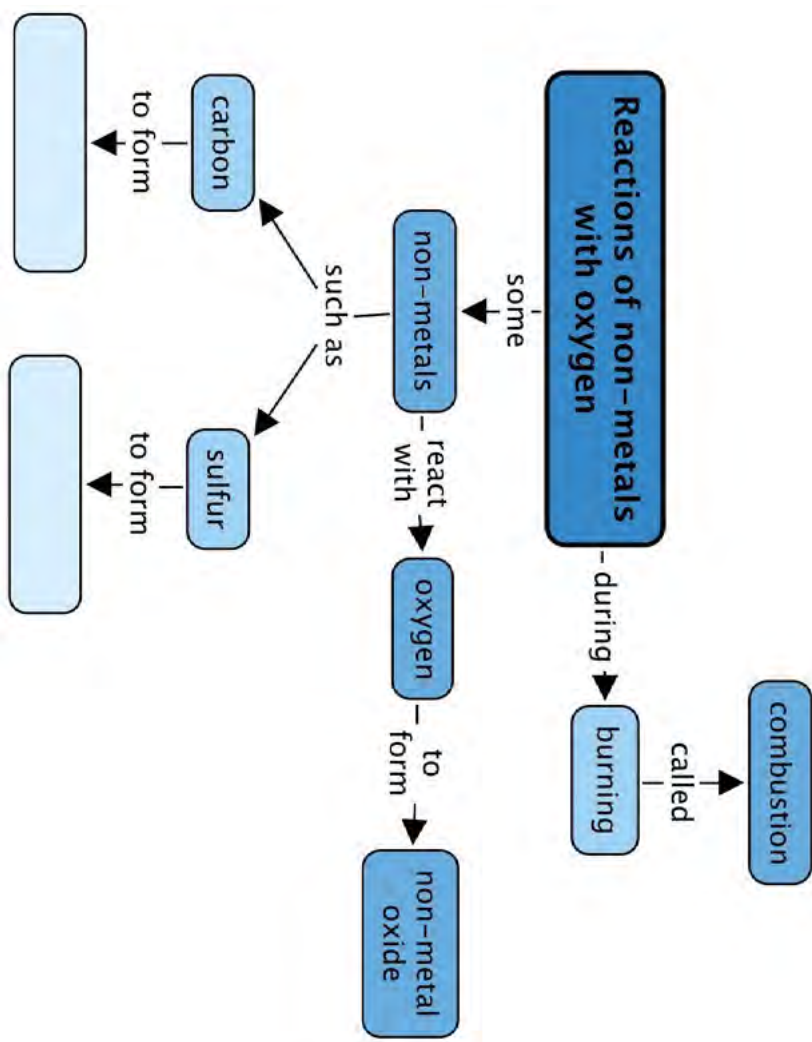 Reactions of non-metals
with oxygen
during
burning
called
combustion
some
non-metals
react
with
oxygen
to
form
non-metal
oxide
such as
carbon
to form
sulfur
to form